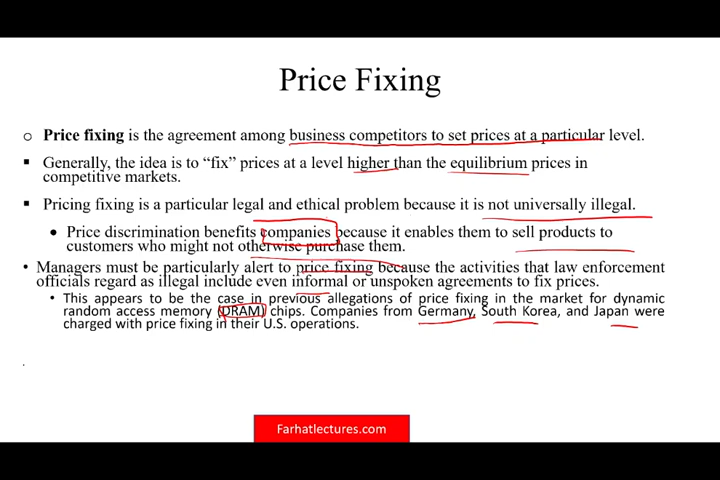 Price Fixing
o Price fixing is the agreement among business competitors to set prices at a particular level.
▪ Generally, the idea is to “fix” prices at a level higher than the equilibrium prices in
competitive markets.
▪ Pricing fixing is a particular legal and ethical problem because it is not universally illegal.
• Price discrimination benefits companies because it enables them to sell products to
customers who might not otherwise purchase them.
• Managers must be particularly alert to price fixing because the activities that law enforcement
officials regard as illegal include even informal or unspoken agreements to fix prices.
▪ This appears to be the case in previous allegations of price fixing in the market for dynamic
random access memory (DRAM) chips. Companies from Germany, South Korea, and Japan were
charged with price fixing in their U.S. operations.
Farhatlectures.com